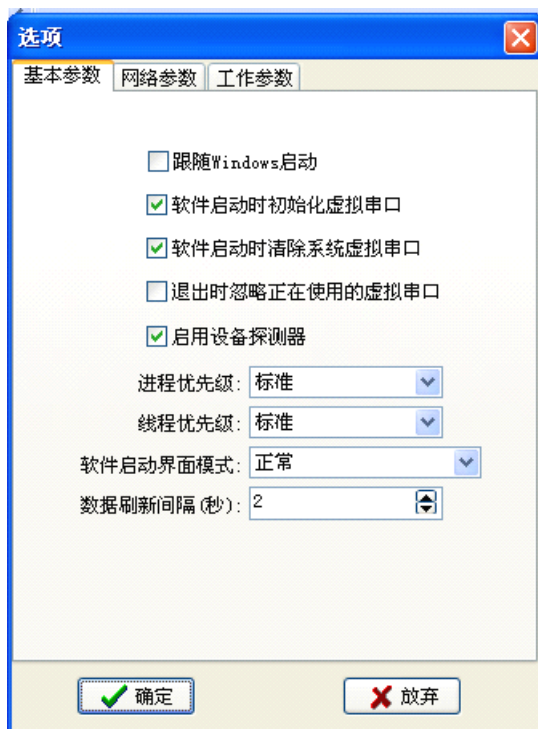 选项
基本参数 网络参数 工作参数
跟随Windows启动
软件启动时初始化虚拟串口
软件启动时清除系统虚拟串口
退出时忽略正在使用的虚拟串口
启用设备探测器
进程优先级: 标准
线程优先级: 标准
软件启动界面模式: 正常
数据刷新间隔(秒): 2
确定 放弃